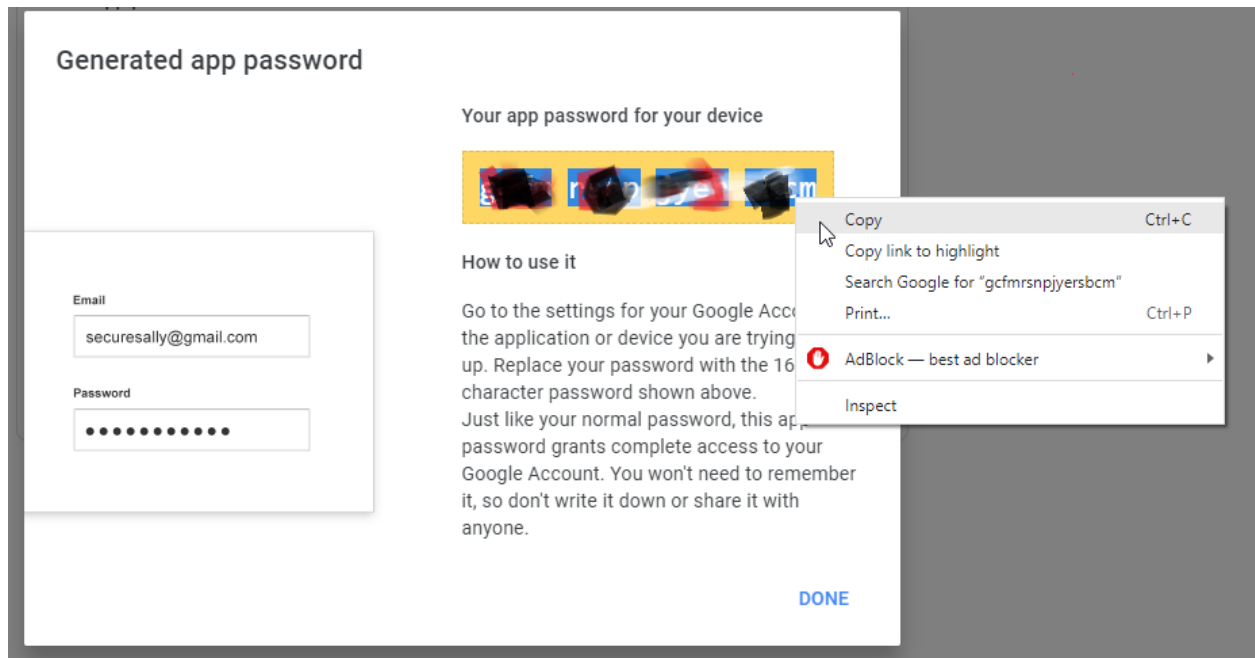 Generated app password
Your app password for your device
Copy Ctrl+C
Copy link to highlight
Search Google for "gcfmrsnpjyersbcm"
Print... Ctrl+P
AdBlock — best ad blocker
Inspect
How to use it
Go to the settings for your Google
the application or device you are trying
up. Replace your password with the 16
character password shown above.
Just like your normal password, this
password grants complete access to your
Google Account. You won't need to remember
it, so don't write it down or share it with
anyone.
Email
securesally@gmail.com
Password
DONE